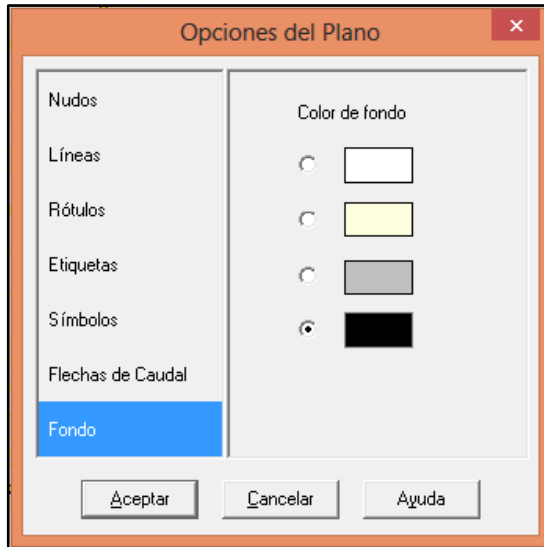 Opciones del Plano
Nudos
Líneas
Rótulos
Etiquetas
Símbolos
Flechas de Caudal
Fondo
Color de fondo
Aceptar
Cancelar
Ayuda